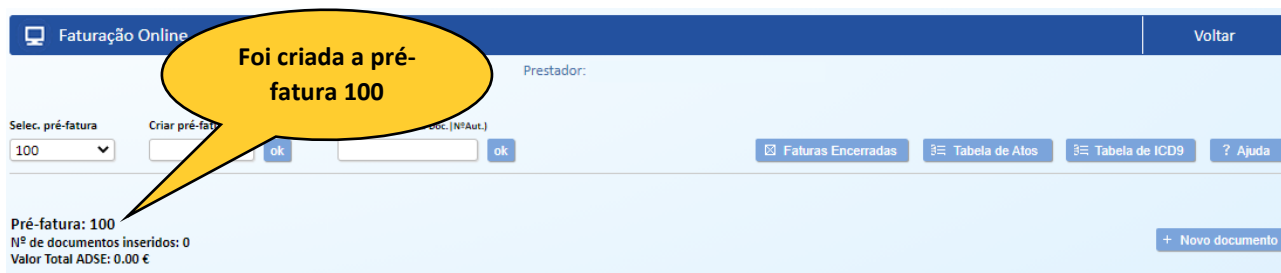 Faturação Online
Voltar
Foi criada a pré-
fatura 100
Prestador:
Selec. pré-fatura
Criar
Doc.(NºAut.)
100
ok
ok
Faturas Encerradas
Tabela de Atos
Tabela de ICD9
? Ajuda
Pré-fatura: 100
Nº de documentos inseridos: 0
Valor Total ADSE: 0.00 €
+ Novo documento